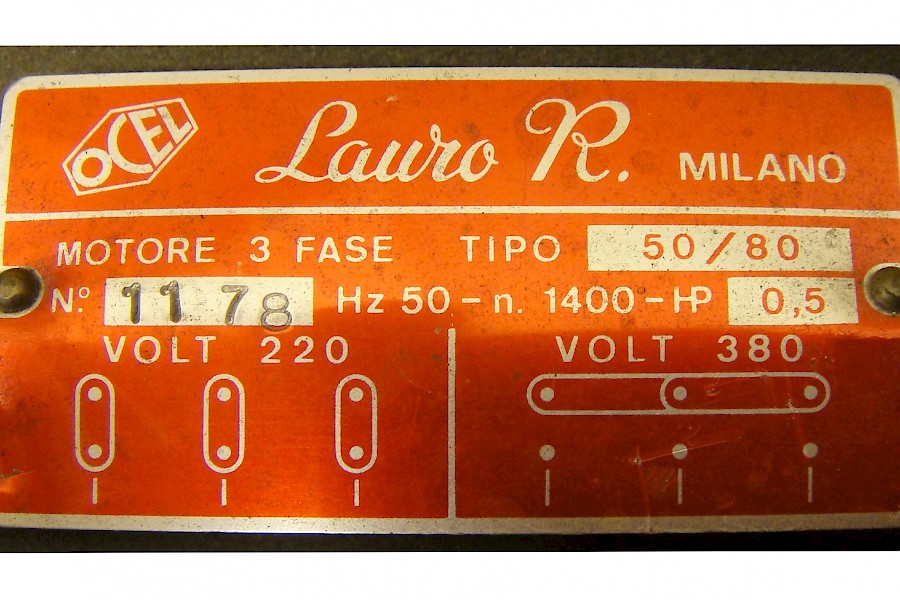 OCEL
Lauro R. MILANO
MOTORE 3 FASE TIPO 50/80
N.º 1178 Hz 50 - n. 1400 - HP 0,5
VOLT 220 VOLT 380